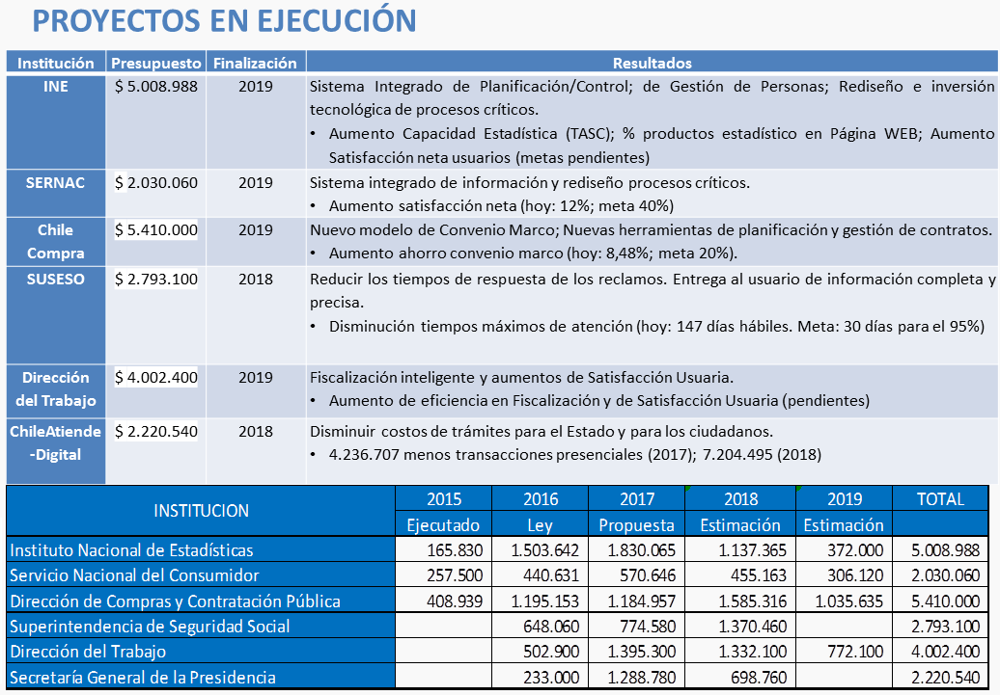 PROYECTOS EN EJECUCIÓN
Institución Presupuesto Finalización Resultados
INE $ 5.008.988 2019 Sistema Integrado de Planificación/Control; de Gestión de Personas; Rediseño e inversión
tecnológica de procesos críticos.
• Aumento Capacidad Estadística (TASC); % productos estadístico en Página WEB; Aumento
Satisfacción neta usuarios (metas pendientes)
SERNAC $ 2.030.060 2019 Sistema integrado de información y rediseño procesos críticos.
• Aumento satisfacción neta (hoy: 12%; meta 40%)
Chile $ 5.410.000 2019 Nuevo modelo de Convenio Marco; Nuevas herramientas de planificación y gestión de contratos.
Compra • Aumento ahorro convenio marco (hoy: 8,48%; meta 20%).
SUSESO $ 2.793.100 2018 Reducir los tiempos de respuesta de los reclamos. Entrega al usuario de información completa y
precisa.
• Disminución tiempos máximos de atención (hoy: 147 días hábiles. Meta: 30 días para el 95%)
Dirección $ 4.002.400 2019 Fiscalización inteligente y aumentos de Satisfacción Usuaria.
del Trabajo • Aumento de eficiencia en Fiscalización y de Satisfacción Usuaria (pendientes)
ChileAtiende $ 2.220.540 2018 Disminuir costos de trámites para el Estado y para los ciudadanos.
-Digital • 4.236.707 menos transacciones presenciales (2017); 7.204.495 (2018)
INSTITUCION 2015 2016 2017 2018 2019 TOTAL
Ejecutado Ley Propuesta Estimación Estimación
Instituto Nacional de Estadísticas 165.830 1.503.642 1.830.065 1.137.365 372.000 5.008.988
Servicio Nacional del Consumidor 257.500 440.631 570.646 455.163 306.120 2.030.060
Dirección de Compras y Contratación Pública 408.939 1.195.153 1.184.957 1.585.316 1.035.635 5.410.000
Superintendencia de Seguridad Social 648.060 774.580 1.370.460 2.793.100
Dirección del Trabajo 502.900 1.395.300 1.332.100 772.100 4.002.400
Secretaría General de la Presidencia 233.000 1.288.780 698.760 2.220.540